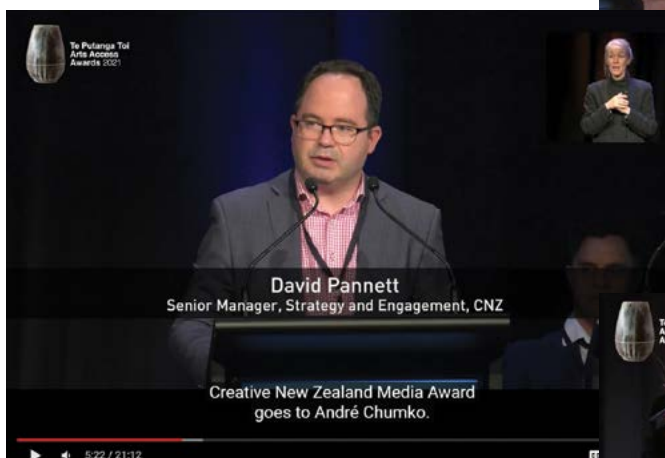 Te Putanga Toi
Arts Access
Awards 2021
David Pannett
Senior Manager, Strategy and Engagement, CNZ
Creative New Zealand Media Award
goes to André Chumko.
5:22 / 21:12